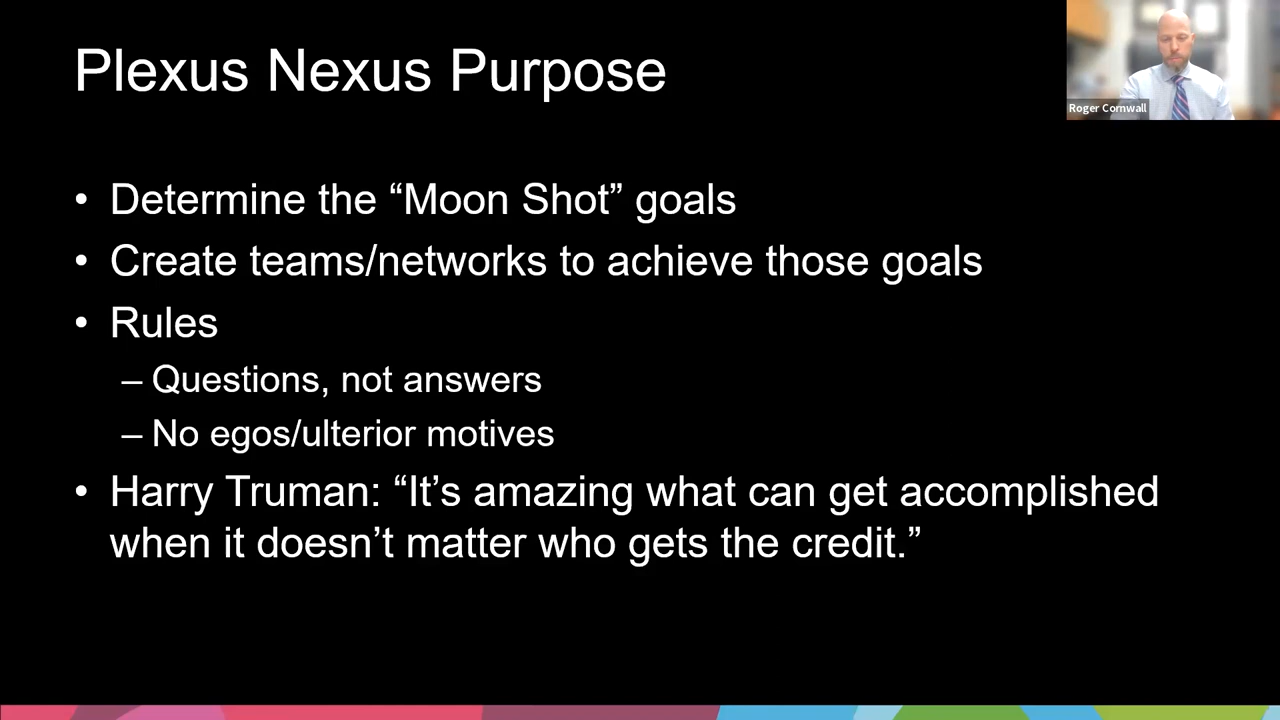 Plexus Nexus Purpose
Roger Cornwall
• Determine the “Moon Shot” goals
• Create teams/networks to achieve those goals
• Rules
– Questions, not answers
– No egos/ulterior motives
• Harry Truman: “It’s amazing what can get accomplished
when it doesn’t matter who gets the credit.”